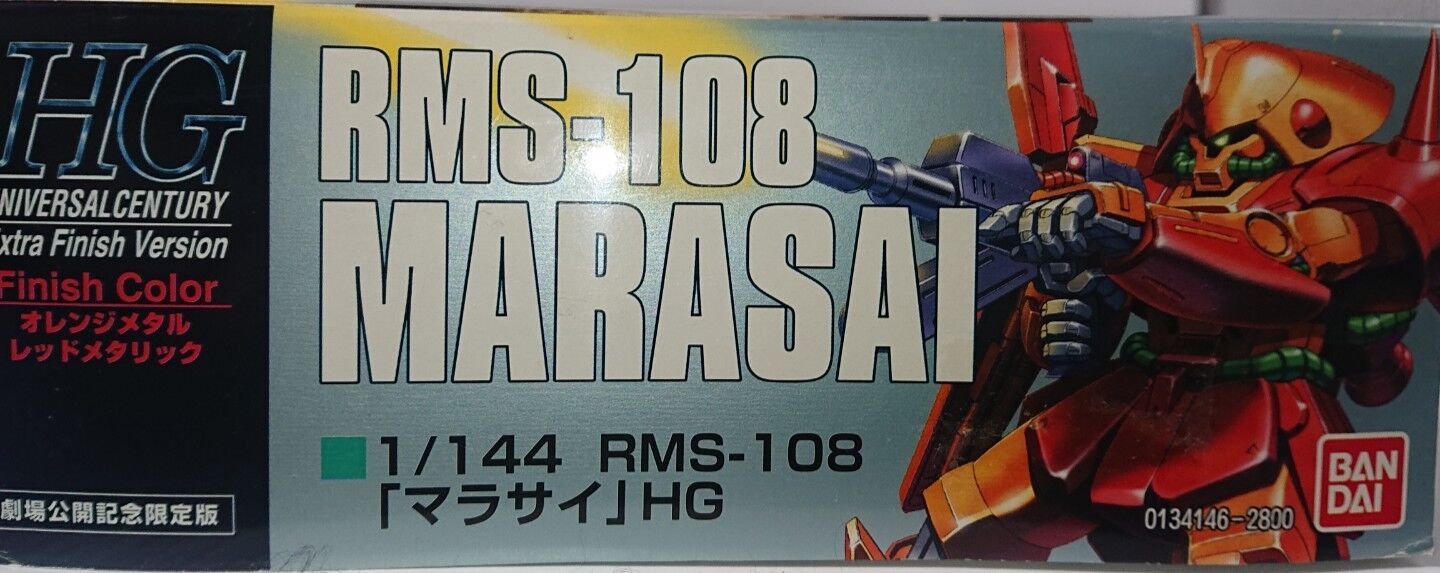 HG
NIVERSALCENTURY
xtra Finish Version
Finish Color
オレンジメタル
レッドメタリック
劇場公開記念限定版
RMS-108
MARASAI
■1/144 RMS-108
「マラサイ」HG
0134146-2800
BAN
DAI